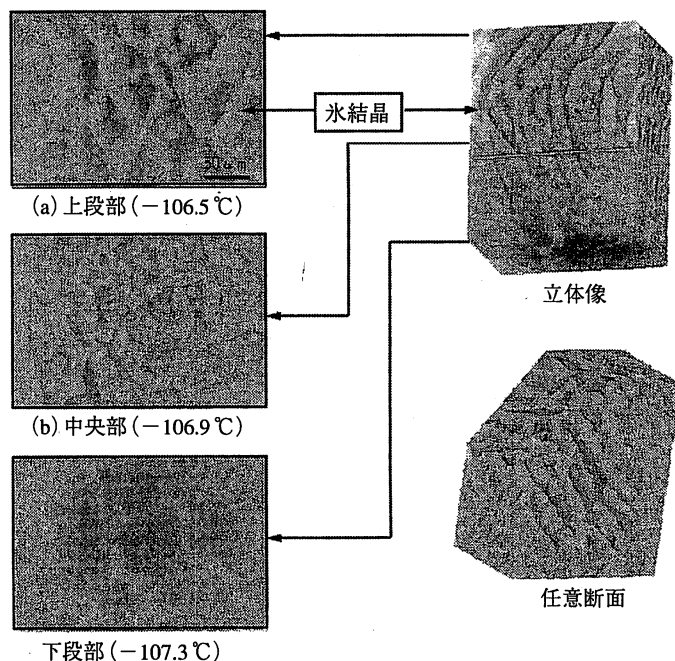 氷結晶
50μm
(a) 上段部 (−106.5℃)
立体像
(b) 中央部 (−106.9℃)
任意断面
下段部 (−107.3℃)